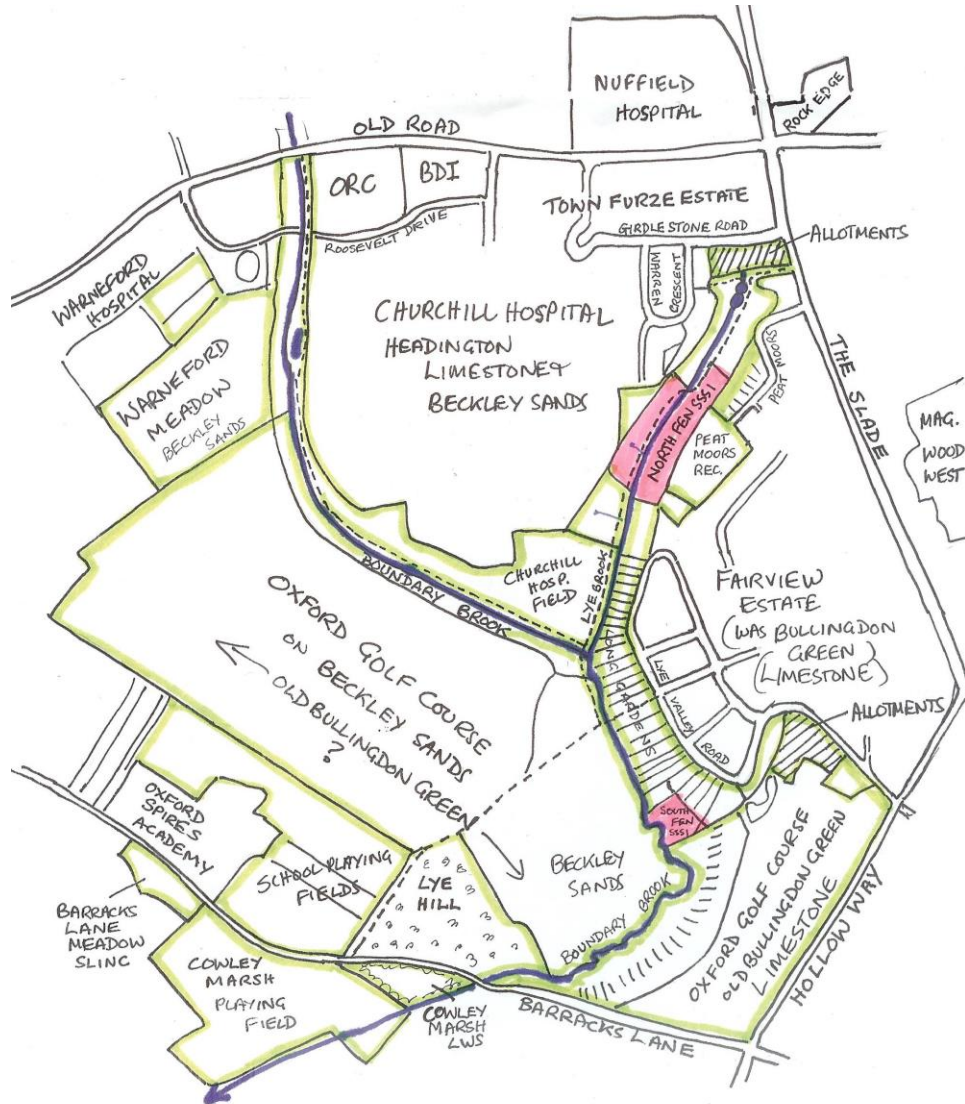 NUFFIELD
HOSPITAL
ROCK EDGE
OLD ROAD
ORC
BDI
TOWN FURZE ESTATE
GIRDLESTONE ROAD
ROOSEVELT DRIVE
ALLOTMENTS
WARREN
CRESCENT
WARNEFORD
HOSPITAL
CHURCHILL HOSPITAL
HEADINGTON
LIMESTONE &
BECKLEY SANDS
PEAT MOORS
THE SLADE
WARNEFORD
MEADOW
BECKLEY
SANDS
NORTH FEN SSSI
PEAT
MOORS
REC.
MAG.
WOOD
WEST
BOUNDARY BROOK
CHURCHILL
HOSP.
FIELD
LYE BROOK
FAIRVIEW
ESTATE
(WAS BULLINGDON
GREEN)
(LIMESTONE)
OXFORD GOLF COURSE
ON BECKLEY SANDS
OLD BULLINGDON GREEN
?
LONG GARDENS
LYE
VALLEY
ROAD
ALLOTMENTS
OXFORD
SPIRES
ACADEMY
SOUTH
FEN
SSSI
SCHOOL PLAYING
FIELDS
LYE
HILL
BECKLEY
SANDS
BOUNDARY BROOK
OXFORD GOLF COURSE
OLD BULLINGDON GREEN
LIMESTONE
HOLLOW WAY
BARRACKS
LANE
MEADOW
SLINC
COWLEY
MARSH
PLAYING
FIELD
COWLEY
MARSH
LWS
BARRACKS LANE